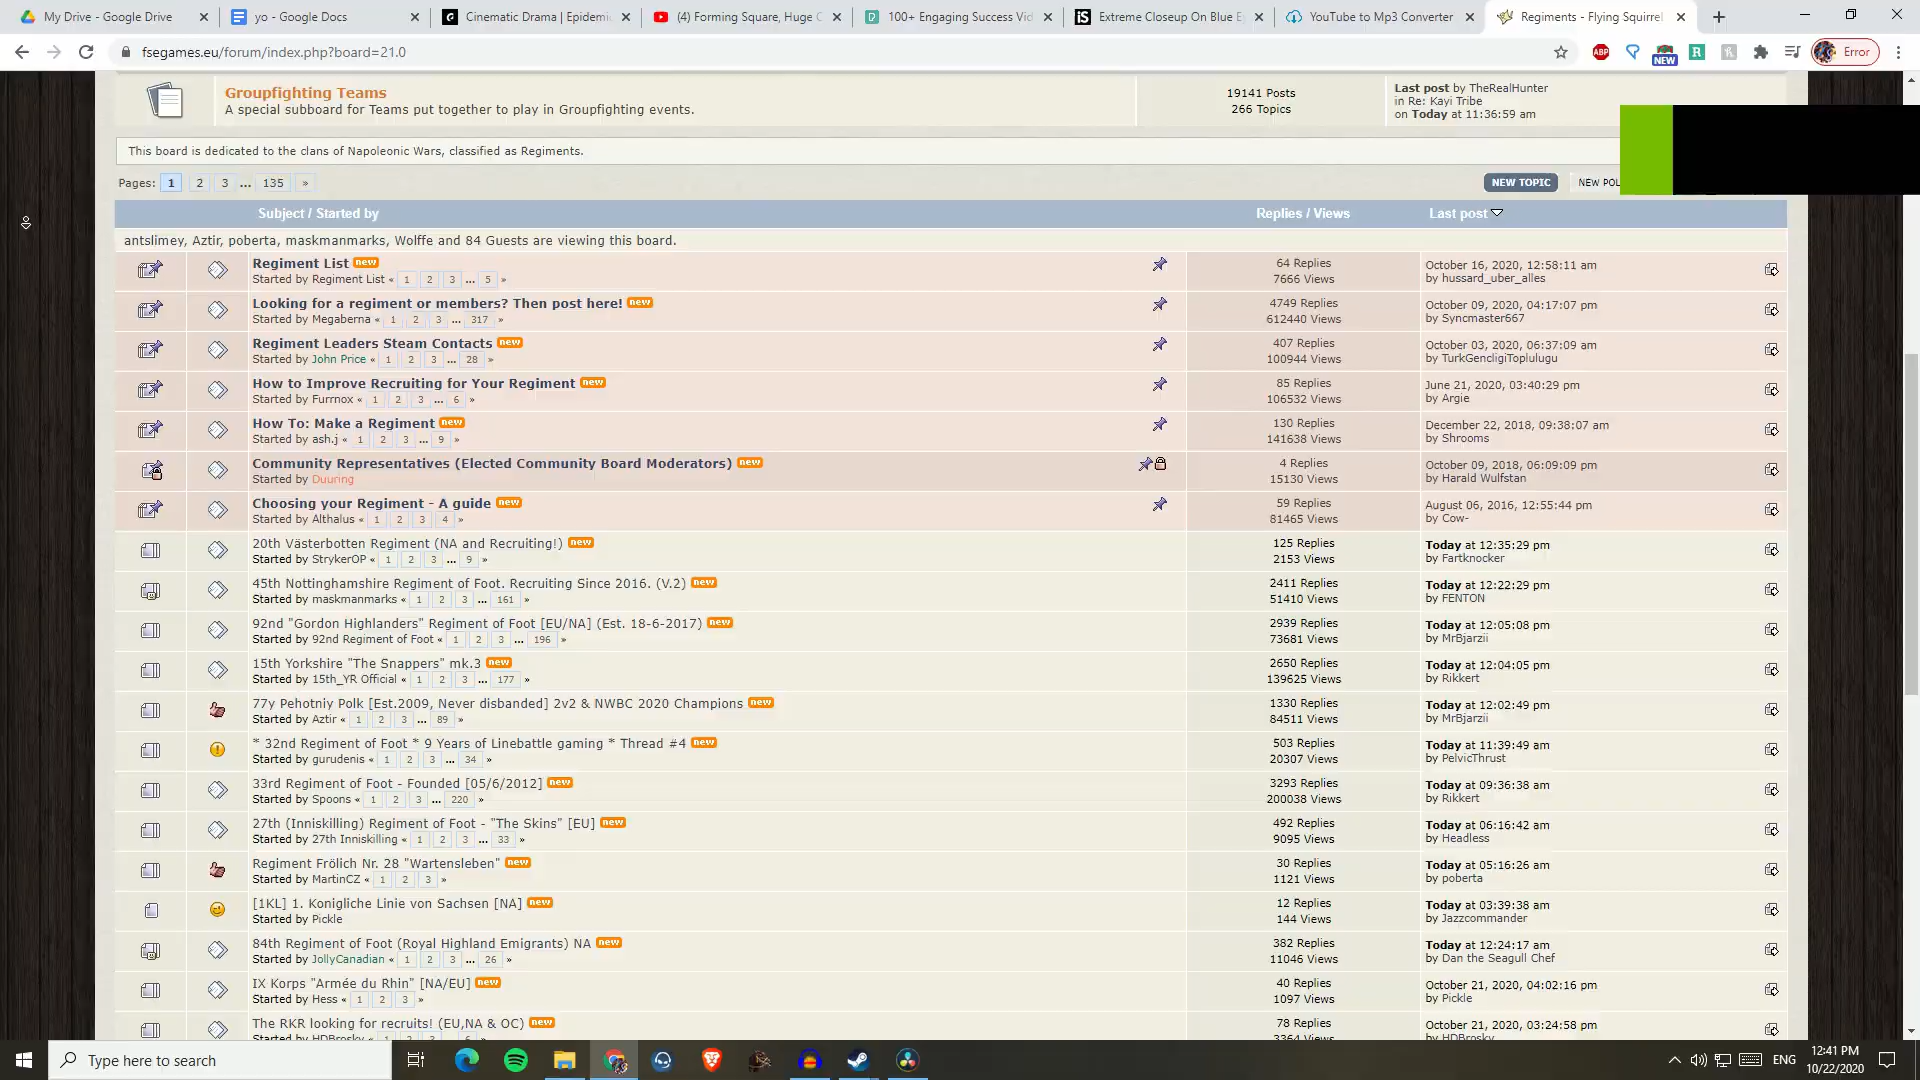 My Drive - Google Drive
yo - Google Docs
Cinematic Drama | Epidemi
(4) Forming Square, Huge C
100+ Engaging Success Vid
Extreme Closeup On Blue E
YouTube to Mp3 Converter
Regiments - Flying Squirrel
fsegames.eu/forum/index.php?board=21.0
ABP
NEW
Error
Groupfighting Teams
A special subboard for Teams put together to play in Groupfighting events.
19141 Posts
266 Topics
Last post by TheRealHunter
in Re: Kayi Tribe
on Today at 11:36:59 am
This board is dedicated to the clans of Napoleonic Wars, classified as Regiments.
Pages: 1 2 3 ... 135 »
NEW TOPIC
NEW POL
Subject / Started by Replies / Views Last post
antslimey, Aztir, poberta, maskmanmarks, Wolffe and 84 Guests are viewing this board.
Regiment List new
Started by Regiment List « 1 2 3 ... 5 »
64 Replies
7666 Views
October 16, 2020, 12:58:11 am
by hussard_uber_alles
Looking for a regiment or members? Then post here! new
Started by Megaberna « 1 2 3 ... 317 »
4749 Replies
612440 Views
October 09, 2020, 04:17:07 pm
by Syncmaster667
Regiment Leaders Steam Contacts new
Started by John Price « 1 2 3 ... 28 »
407 Replies
100944 Views
October 03, 2020, 06:37:09 am
by TurkGencligiToplulugu
How to Improve Recruiting for Your Regiment new
Started by Furrnox « 1 2 3 ... 6 »
85 Replies
106532 Views
June 21, 2020, 03:40:29 pm
by Argie
How To: Make a Regiment new
Started by ash.j « 1 2 3 ... 9 »
130 Replies
141638 Views
December 22, 2018, 09:38:07 am
by Shrooms
Community Representatives (Elected Community Board Moderators) new
Started by Duuring
4 Replies
15130 Views
October 09, 2018, 06:09:09 pm
by Harald Wulfstan
Choosing your Regiment - A guide new
Started by Althalus « 1 2 3 4 »
59 Replies
81465 Views
August 06, 2016, 12:55:44 pm
by Cow-
20th Västerbotten Regiment (NA and Recruiting!) new
Started by StrykerOP « 1 2 3 ... 9 »
125 Replies
2153 Views
Today at 12:35:29 pm
by Fartknocker
45th Nottinghamshire Regiment of Foot. Recruiting Since 2016. (V.2) new
Started by maskmanmarks « 1 2 3 ... 161 »
2411 Replies
51410 Views
Today at 12:22:29 pm
by FENTON
92nd "Gordon Highlanders" Regiment of Foot [EU/NA] (Est. 18-6-2017) new
Started by 92nd Regiment of Foot « 1 2 3 ... 196 »
2939 Replies
73681 Views
Today at 12:05:08 pm
by MrBjarzii
15th Yorkshire "The Snappers" mk.3 new
Started by 15th_YR Official « 1 2 3 ... 177 »
2650 Replies
139625 Views
Today at 12:04:05 pm
by Rikkert
77y Pehotniy Polk [Est.2009, Never disbanded] 2v2 & NWBC 2020 Champions new
Started by Aztir « 1 2 3 ... 89 »
1330 Replies
84511 Views
Today at 12:02:49 pm
by MrBjarzii
* 32nd Regiment of Foot * 9 Years of Linebattle gaming * Thread #4 new
Started by gurudenis « 1 2 3 ... 34 »
503 Replies
20307 Views
Today at 11:39:49 am
by PelvicThrust
33rd Regiment of Foot - Founded [05/6/2012] new
Started by Spoons « 1 2 3 ... 220 »
3293 Replies
200038 Views
Today at 09:36:38 am
by Rikkert
27th (Inniskilling) Regiment of Foot - "The Skins" [EU] new
Started by 27th Inniskilling « 1 2 3 ... 33 »
492 Replies
9095 Views
Today at 06:16:42 am
by Headless
Regiment Frölich Nr. 28 "Wartensleben" new
Started by MartinCZ « 1 2 3 »
30 Replies
1121 Views
Today at 05:16:26 am
by poberta
[1KL] 1. Konigliche Linie von Sachsen [NA] new
Started by Pickle
12 Replies
144 Views
Today at 03:39:38 am
by Jazzcommander
84th Regiment of Foot (Royal Highland Emigrants) NA new
Started by JollyCanadian « 1 2 3 ... 26 »
382 Replies
11046 Views
Today at 12:24:17 am
by Dan the Seagull Chef
IX Korps "Armée du Rhin" [NA/EU] new
Started by Hess « 1 2 3 »
40 Replies
1097 Views
October 21, 2020, 04:02:16 pm
by Pickle
The RKR looking for recruits! (EU,NA & OC) new
Started by HDBrosky « 1 2 3 ... 6 »
78 Replies
3364 Views
October 21, 2020, 03:24:58 pm
by HDBrosky
Type here to search
ENG
12:41 PM
10/22/2020